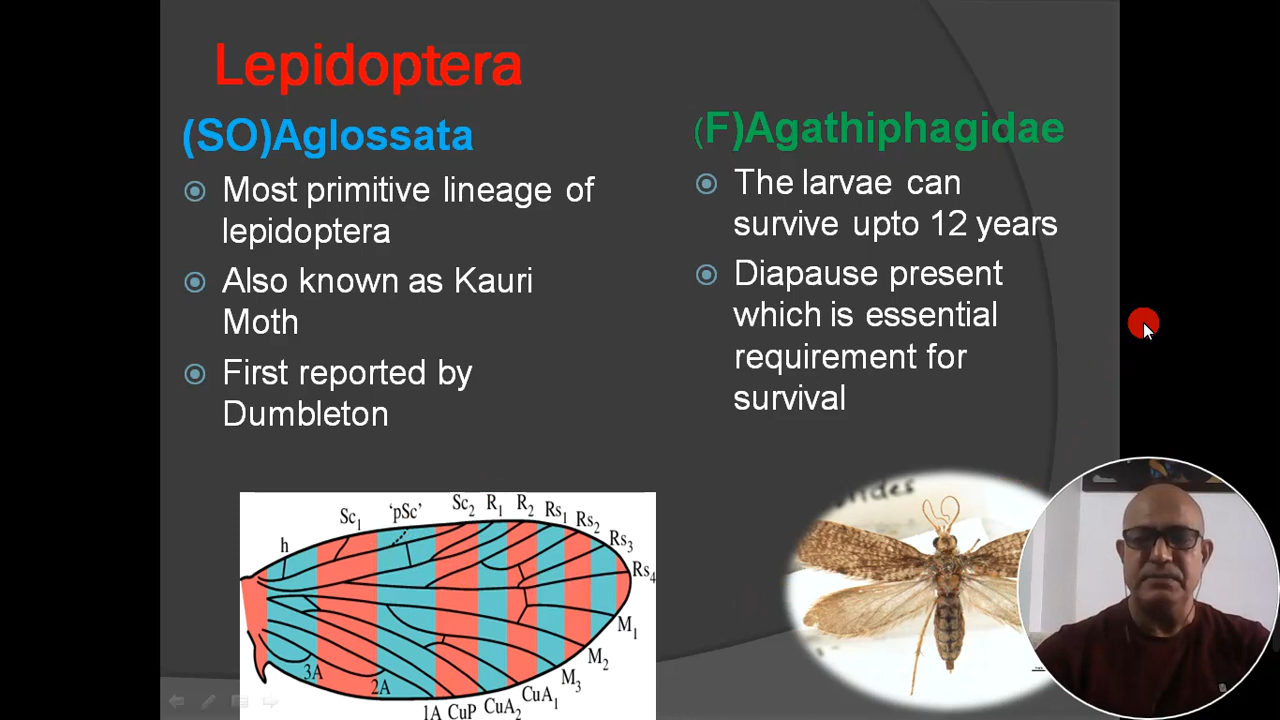 Lepidoptera
(SO)Aglossata
Most primitive lineage of
lepidoptera
Also known as Kauri
Moth
First reported by
Dumbleton
(F)Agathiphagidae
The larvae can
survive upto 12 years
Diapause present
which is essential
requirement for
survival
h
Sc1
'pSc'
Sc2
R1
R2
Rs1
Rs2
Rs3
Rs4
M1
M2
M3
CuA1
CuA2
CuP
1A
2A
3A